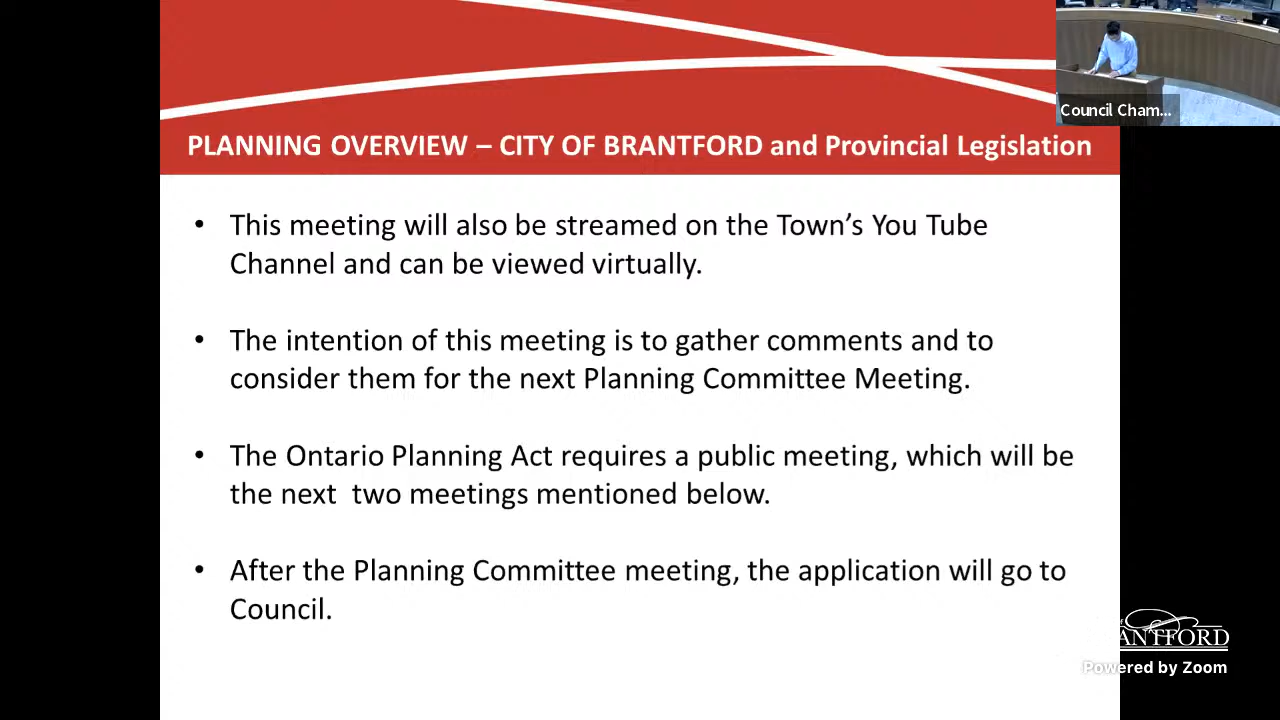 Council Cham...
PLANNING OVERVIEW – CITY OF BRANTFORD and Provincial Legislation
• This meeting will also be streamed on the Town's You Tube
Channel and can be viewed virtually.
• The intention of this meeting is to gather comments and to
consider them for the next Planning Committee Meeting.
• The Ontario Planning Act requires a public meeting, which will be
the next  two meetings mentioned below.
• After the Planning Committee meeting, the application will go to
Council.
ANTFORD
Powered by Zoom